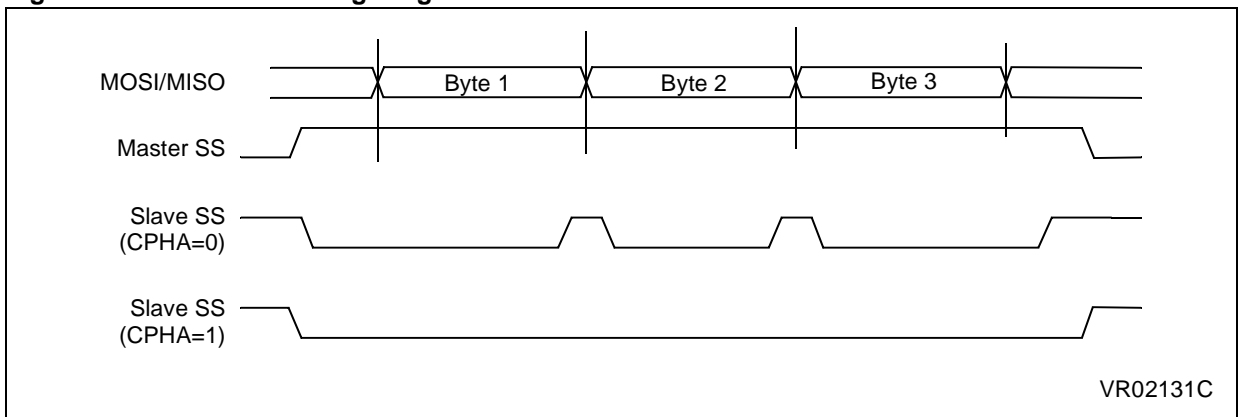 MOSI/MISO
Byte 1
Byte 2
Byte 3
Master SS
Slave SS
(CPHA=0)
Slave SS
(CPHA=1)
VR02131C